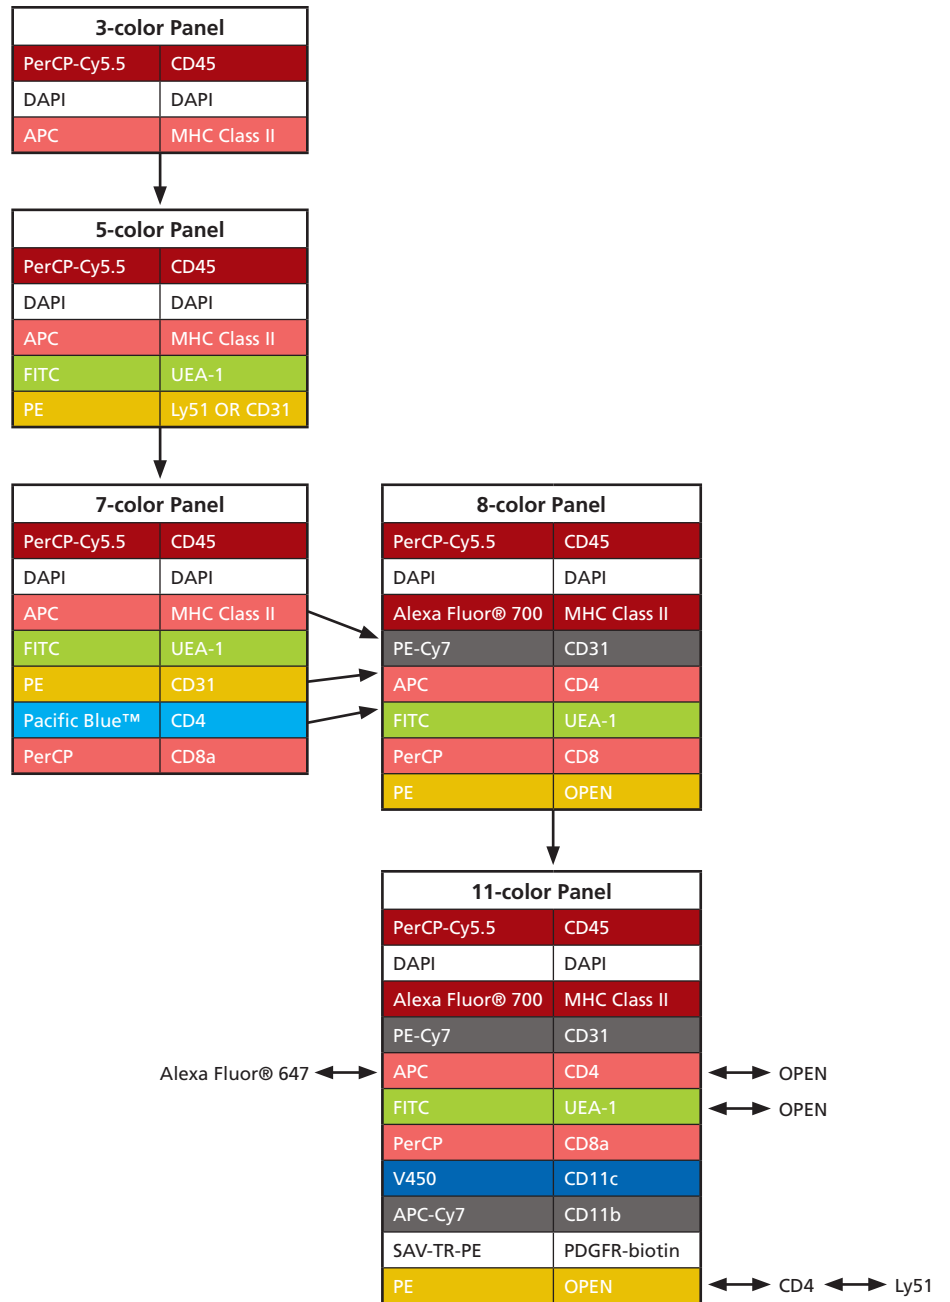 3-color Panel
PerCP-Cy5.5 CD45
DAPI DAPI
APC MHC Class II
5-color Panel
PerCP-Cy5.5 CD45
DAPI DAPI
APC MHC Class II
FITC UEA-1
PE Ly51 OR CD31
7-color Panel
PerCP-Cy5.5 CD45
DAPI DAPI
APC MHC Class II
FITC UEA-1
PE CD31
Pacific Blue™ CD4
PerCP CD8a
8-color Panel
PerCP-Cy5.5 CD45
DAPI DAPI
Alexa Fluor® 700 MHC Class II
PE-Cy7 CD31
APC CD4
FITC UEA-1
PerCP CD8
PE OPEN
11-color Panel
PerCP-Cy5.5 CD45
DAPI DAPI
Alexa Fluor® 700 MHC Class II
PE-Cy7 CD31
Alexa Fluor® 647 APC CD4 OPEN
FITC UEA-1 OPEN
PerCP CD8a
V450 CD11c
APC-Cy7 CD11b
SAV-TR-PE PDGFR-biotin
PE OPEN CD4 Ly51